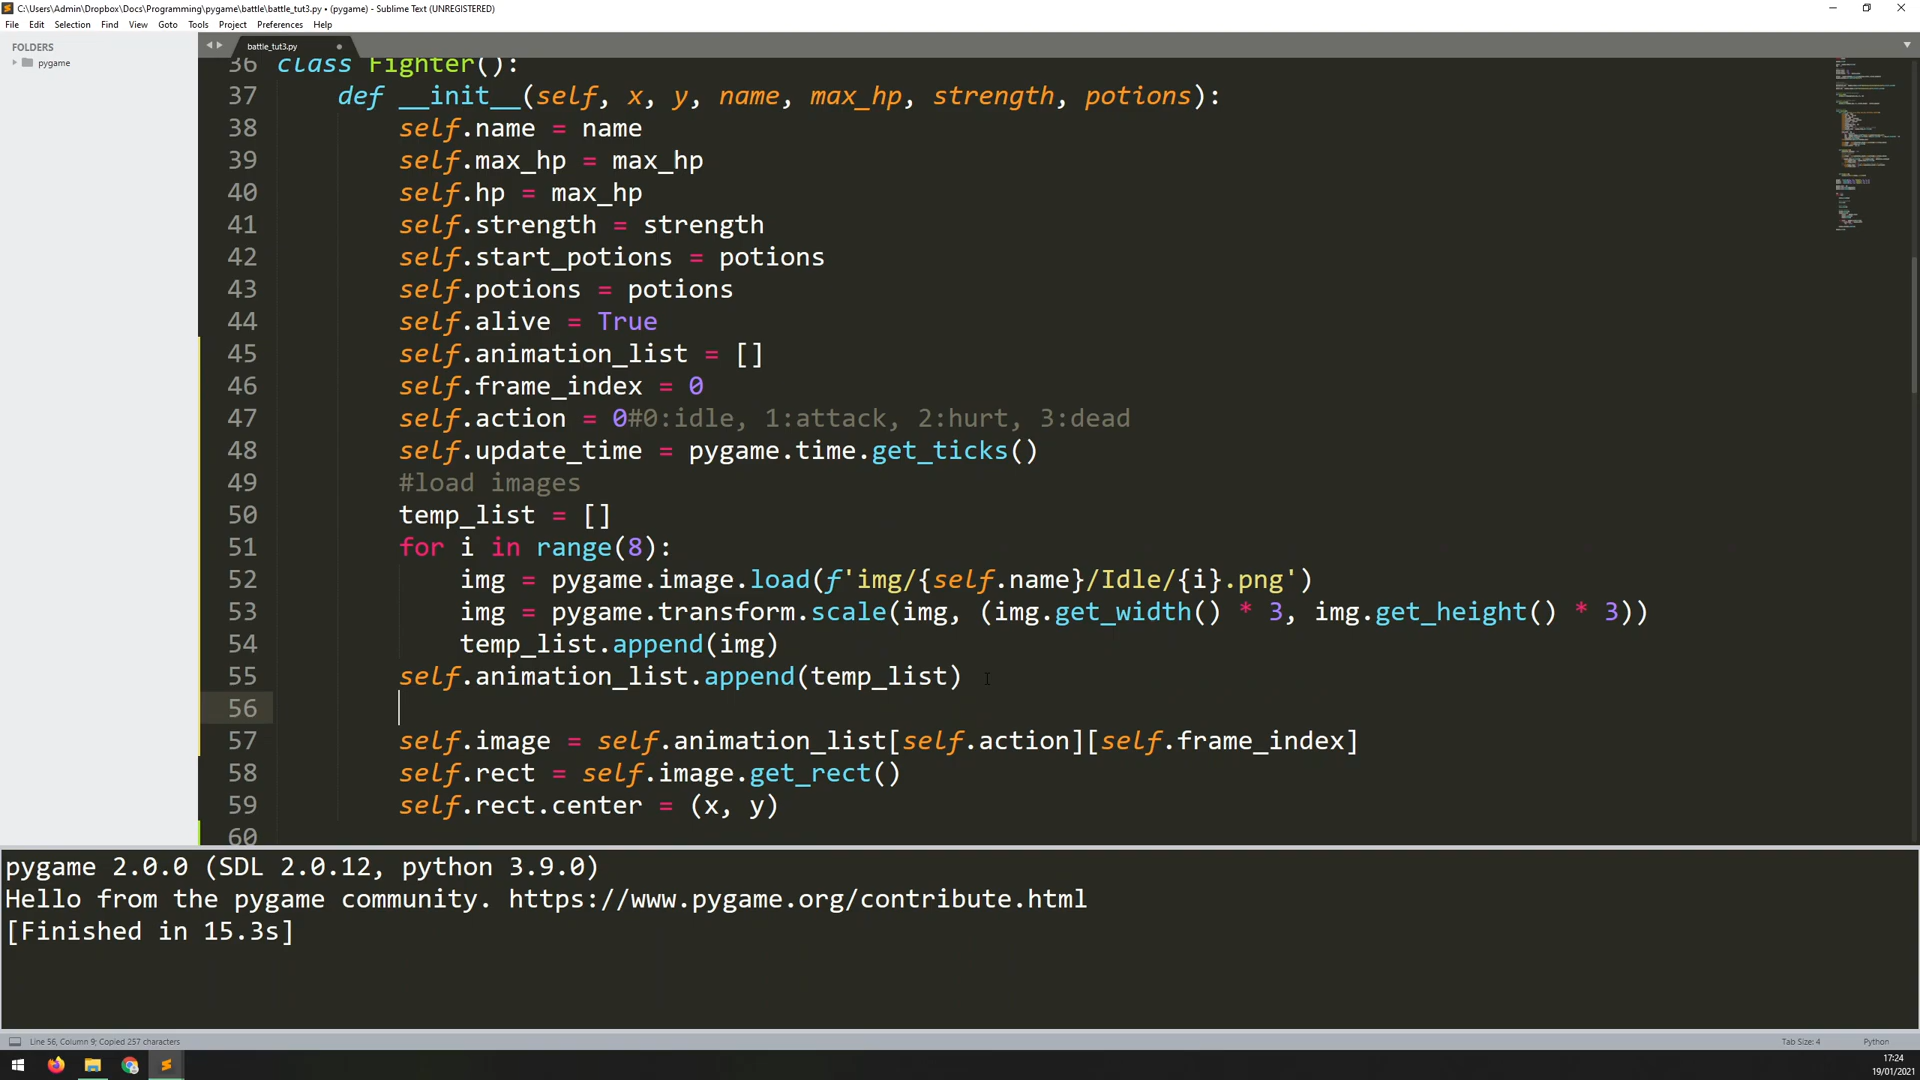 C:\Users\Admin\Dropbox\Docs\Programming\pygame\battle\battle_tut3.py • (pygame) - Sublime Text (UNREGISTERED)
File Edit Selection Find View Goto Tools Project Preferences Help
FOLDERS
pygame
battle_tut3.py
36 class Fighter():
37 def __init__(self, x, y, name, max_hp, strength, potions):
38 self.name = name
39 self.max_hp = max_hp
40 self.hp = max_hp
41 self.strength = strength
42 self.start_potions = potions
43 self.potions = potions
44 self.alive = True
45 self.animation_list = []
46 self.frame_index = 0
47 self.action = 0#0:idle, 1:attack, 2:hurt, 3:dead
48 self.update_time = pygame.time.get_ticks()
49 #load images
50 temp_list = []
51 for i in range(8):
52 img = pygame.image.load(f'img/{self.name}/Idle/{i}.png')
53 img = pygame.transform.scale(img, (img.get_width() * 3, img.get_height() * 3))
54 temp_list.append(img)
55 self.animation_list.append(temp_list)
56
57 self.image = self.animation_list[self.action][self.frame_index]
58 self.rect = self.image.get_rect()
59 self.rect.center = (x, y)
60
pygame 2.0.0 (SDL 2.0.12, python 3.9.0)
Hello from the pygame community. https://www.pygame.org/contribute.html
[Finished in 15.3s]
Line 56, Column 9; Copied 257 characters
Tab Size: 4
Python
17:24
19/01/2021